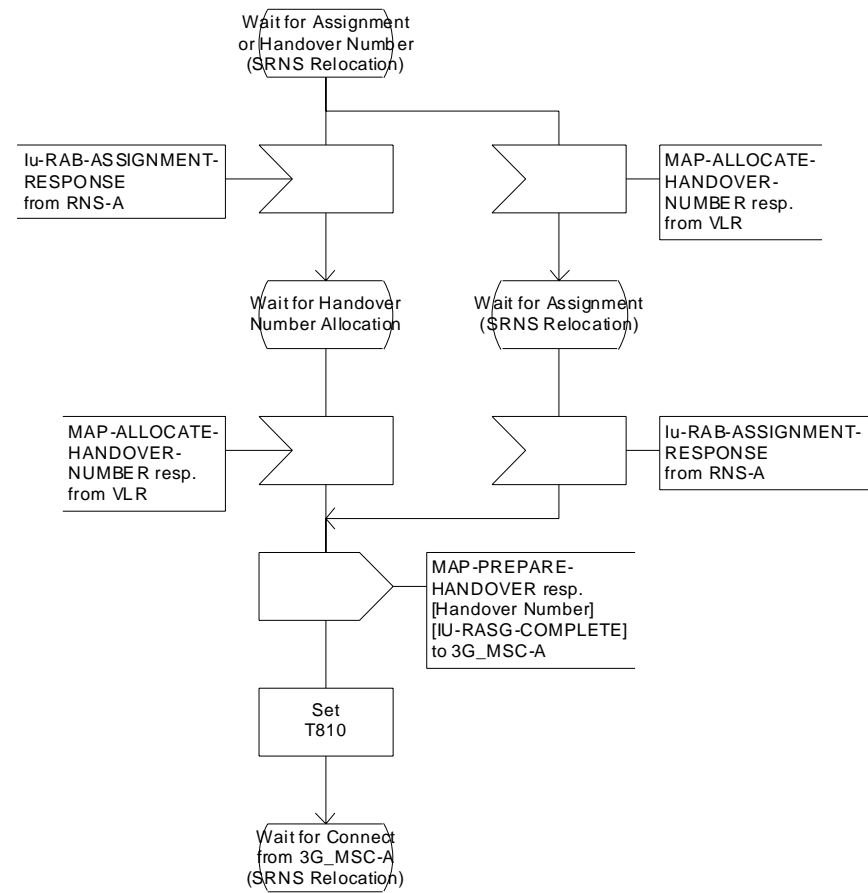 Wait for Assignment
or Handover Number
(SRNS Relocation)
Iu-RAB-ASSIGNMENT-
RESPONSE
from RNS-A
MAP-ALLOCATE-
HANDOVER-
NUMBER resp.
from VLR
Wait for Handover
Number Allocation
Wait for Assignment
(SRNS Relocation)
MAP-ALLOCATE-
HANDOVER-
NUMBER resp.
from VLR
Iu-RAB-ASSIGNMENT-
RESPONSE
from RNS-A
MAP-PREPARE-
HANDOVER resp.
[Handover Number]
[IU-RASG-COMPLETE]
to 3G_MSC-A
Set
T810
Wait for Connect
from 3G_MSC-A
(SRNS Relocation)